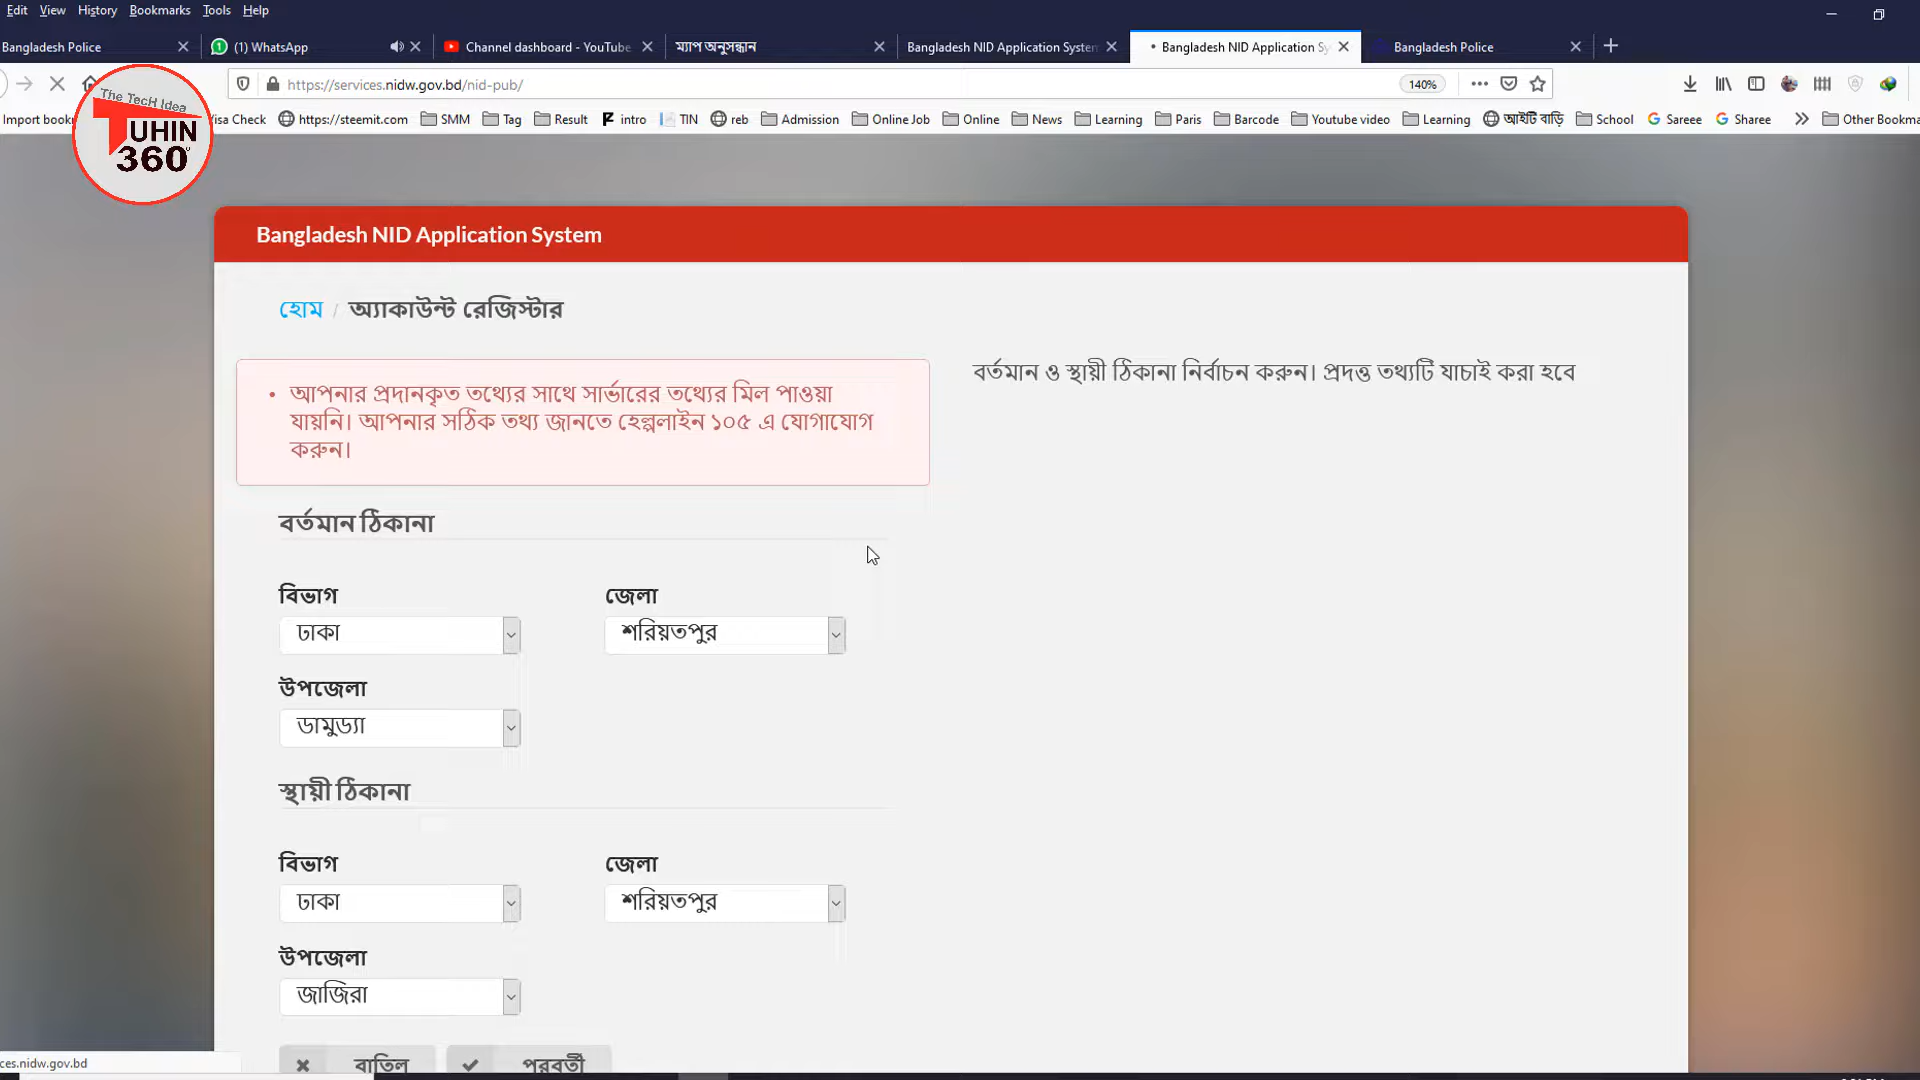 Edit View History Bookmarks Tools Help
Bangladesh Police (1) WhatsApp Channel dashboard - YouTube ম্যাপ অনুসন্ধান Bangladesh NID Application System Bangladesh NID Application Sy Bangladesh Police
https://services.nidw.gov.bd/nid-pub/ 140%
Import bookm isa Check https://steemit.com SMM Tag Result intro TIN reb Admission Online Job Online News Learning Paris Barcode Youtube video Learning আইটি বাড়ি School Sareee Sharee Other Bookma
The TecH Idea
TUHIN
360°
Bangladesh NID Application System
হোম / অ্যাকাউন্ট রেজিস্টার
• আপনার প্রদানকৃত তথ্যের সাথে সার্ভারের তথ্যের মিল পাওয়া
যায়নি। আপনার সঠিক তথ্য জানতে হেল্পলাইন ১০৫ এ যোগাযোগ
করুন।
বর্তমান ও স্থায়ী ঠিকানা নির্বাচন করুন। প্রদত্ত তথ্যটি যাচাই করা হবে
বর্তমান ঠিকানা
বিভাগ জেলা
ঢাকা শরিয়তপুর
উপজেলা
ডামুড্যা
স্থায়ী ঠিকানা
বিভাগ জেলা
ঢাকা শরিয়তপুর
উপজেলা
জাজিরা
বাতিল পরবর্তী
ces.nidw.gov.bd